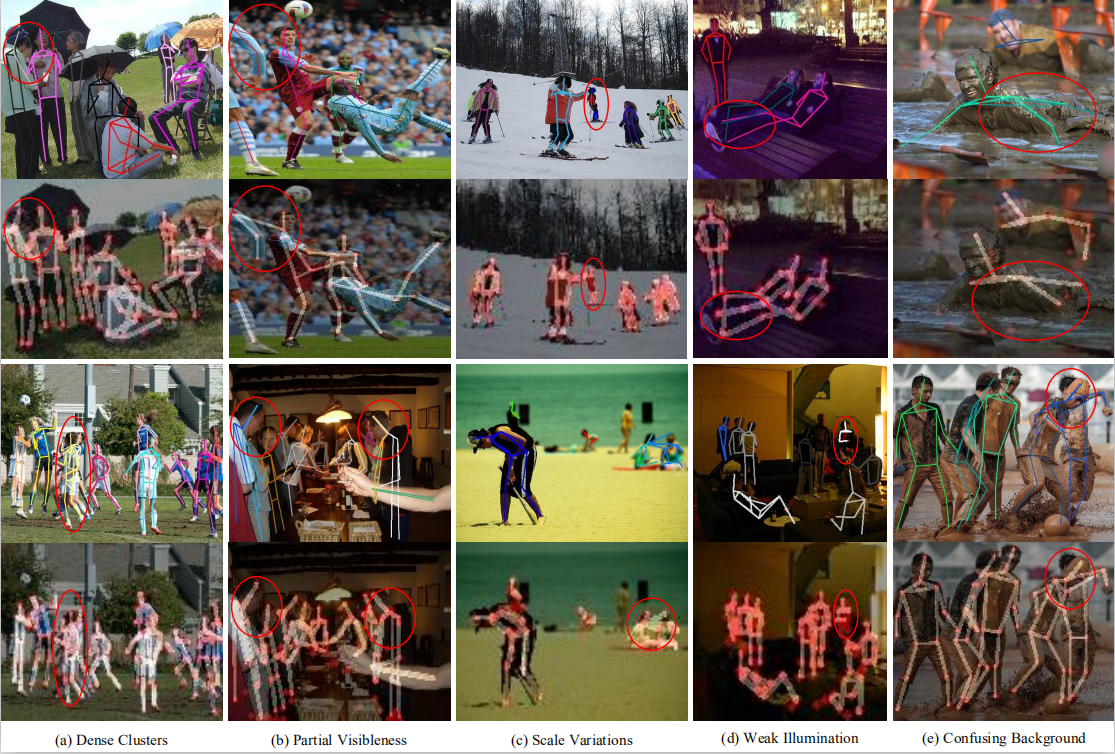 (a) Dense Clusters
(b) Partial Visibleness
(c) Scale Variations
(d) Weak Illumination
(e) Confusing Background